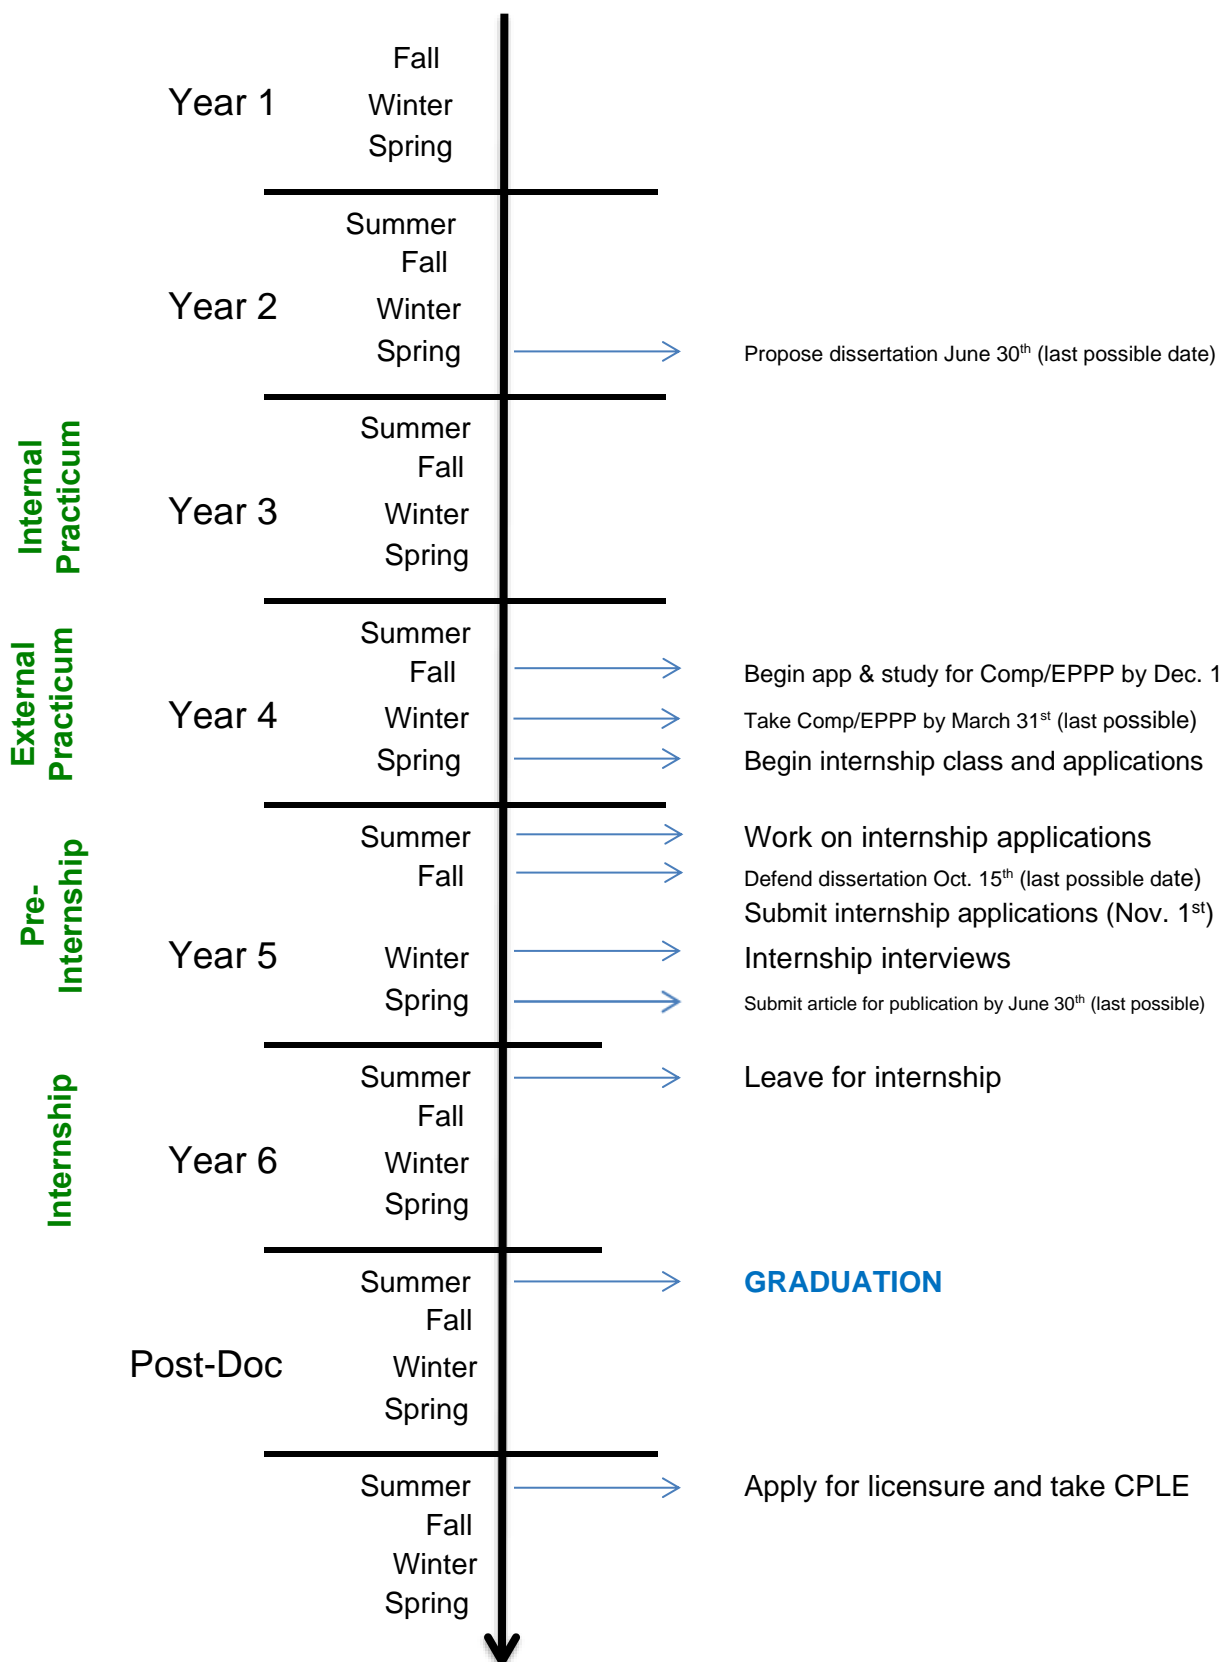 Fall
Year 1
Winter
Spring
Summer
Fall
Year 2
Winter
Spring
Propose dissertation June 30th (last possible date)
Internal
Practicum
Summer
Fall
Year 3
Winter
Spring
External
Practicum
Summer
Fall
Begin app & study for Comp/EPPP by Dec. 1
Year 4
Winter
Take Comp/EPPP by March 31st (last possible)
Spring
Begin internship class and applications
Pre-
Internship
Summer
Work on internship applications
Fall
Defend dissertation Oct. 15th (last possible date)
Submit internship applications (Nov. 1st)
Year 5
Winter
Internship interviews
Spring
Submit article for publication by June 30th (last possible)
Internship
Summer
Leave for internship
Fall
Year 6
Winter
Spring
Summer
GRADUATION
Fall
Post-Doc
Winter
Spring
Summer
Apply for licensure and take CPLE
Fall
Winter
Spring